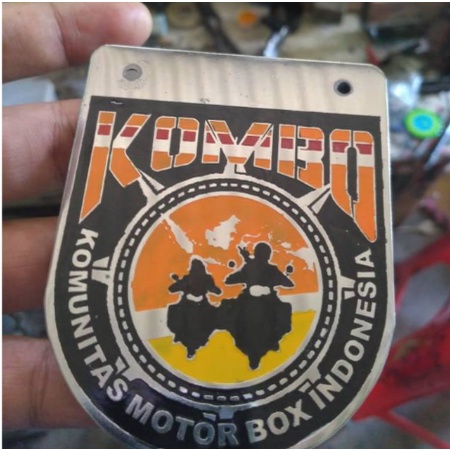 KOMBO
KOMUNITAS MOTOR BOX INDONESIA